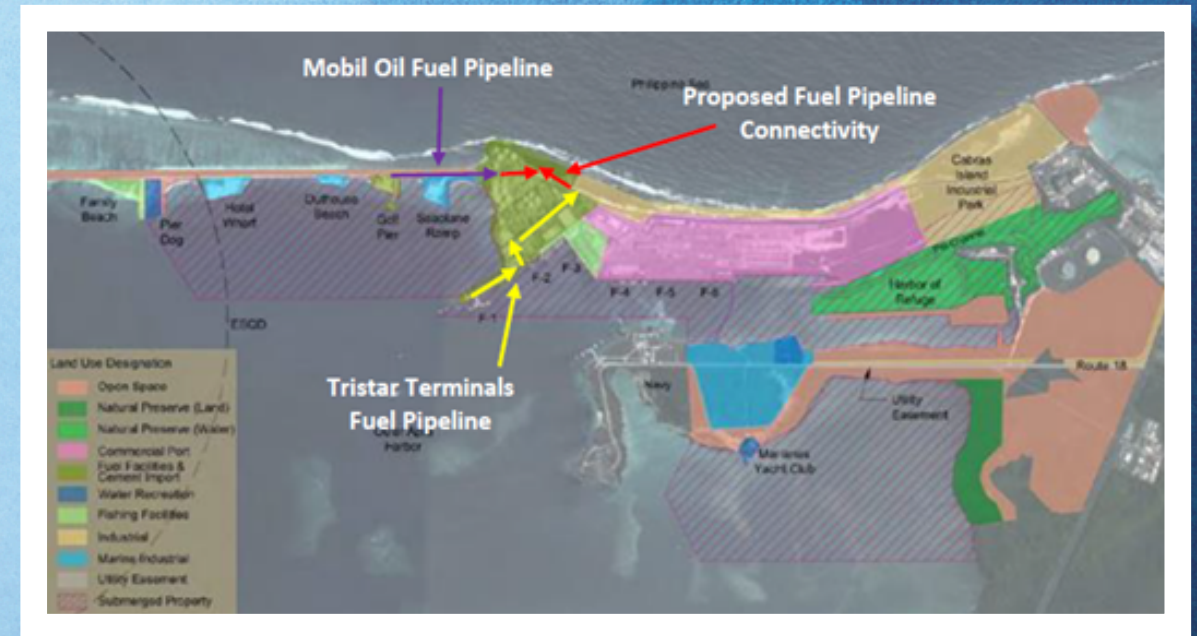 Mobil Oil Fuel Pipeline
Philippine Sea
Proposed Fuel Pipeline
Connectivity
Cabras
Island
Industrial
Park
Family
Beach
Pier
Dog
Hotel
Wharf
Outhouse
Beach
Golf
Pier
Seaplane
Ramp
F-3
F-2
F-1
F-4
F-5
F-6
Harbor of
Refuge
ESQD
Land Use Designation
Open Space
Natural Preserve (Land)
Natural Preserve (Water)
Commercial Port
Fuel Facilities &
Cement Import
Water Recreation
Fishing Facilities
Industrial
Marine Industrial
Utility Easement
Submerged Property
Tristar Terminals
Fuel Pipeline
Harbor
Navy
Route 18
Utility
Easement
Marianas
Yacht Club